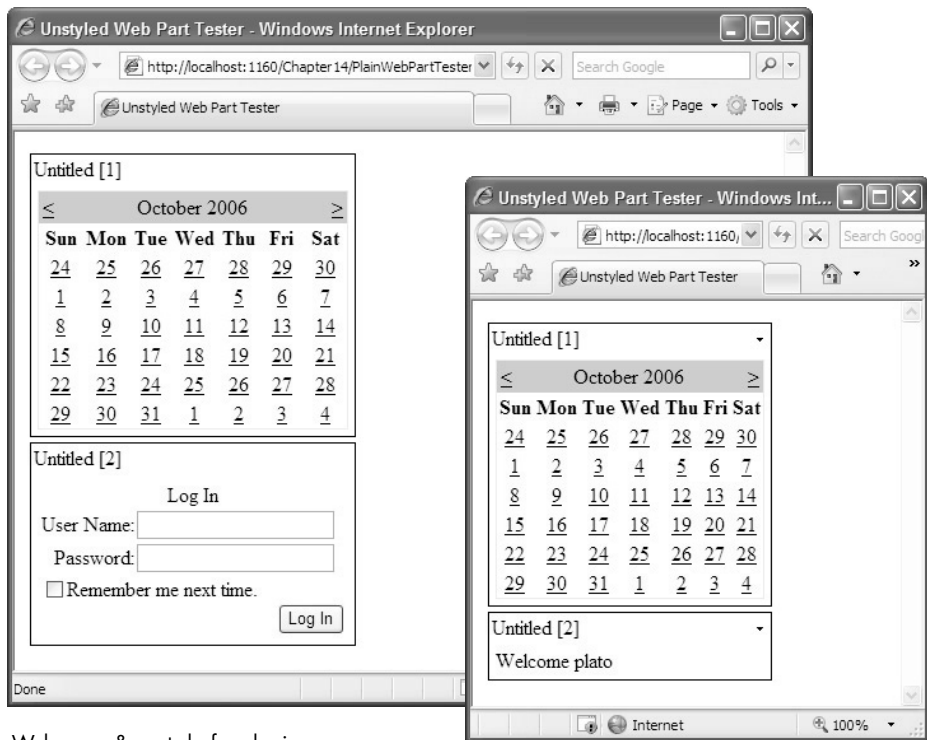 Unstyled Web Part Tester - Windows Internet Explorer
http://localhost:1160/Chapter14/PlainWebPartTester
Search Google
Unstyled Web Part Tester
Page
Tools
Untitled [1]
< October 2006 >
Sun Mon Tue Wed Thu Fri Sat
24 25 26 27 28 29 30
1 2 3 4 5 6 7
8 9 10 11 12 13 14
15 16 17 18 19 20 21
22 23 24 25 26 27 28
29 30 31 1 2 3 4
Untitled [2]
Log In
User Name:
Password:
Remember me next time.
Log In
Done
Unstyled Web Part Tester - Windows Int...
http://localhost:1160/
Search Googl
Unstyled Web Part Tester
»
Untitled [1]
< October 2006 >
Sun Mon Tue Wed Thu Fri Sat
24 25 26 27 28 29 30
1 2 3 4 5 6 7
8 9 10 11 12 13 14
15 16 17 18 19 20 21
22 23 24 25 26 27 28
29 30 31 1 2 3 4
Untitled [2]
Welcome plato
Internet
100%